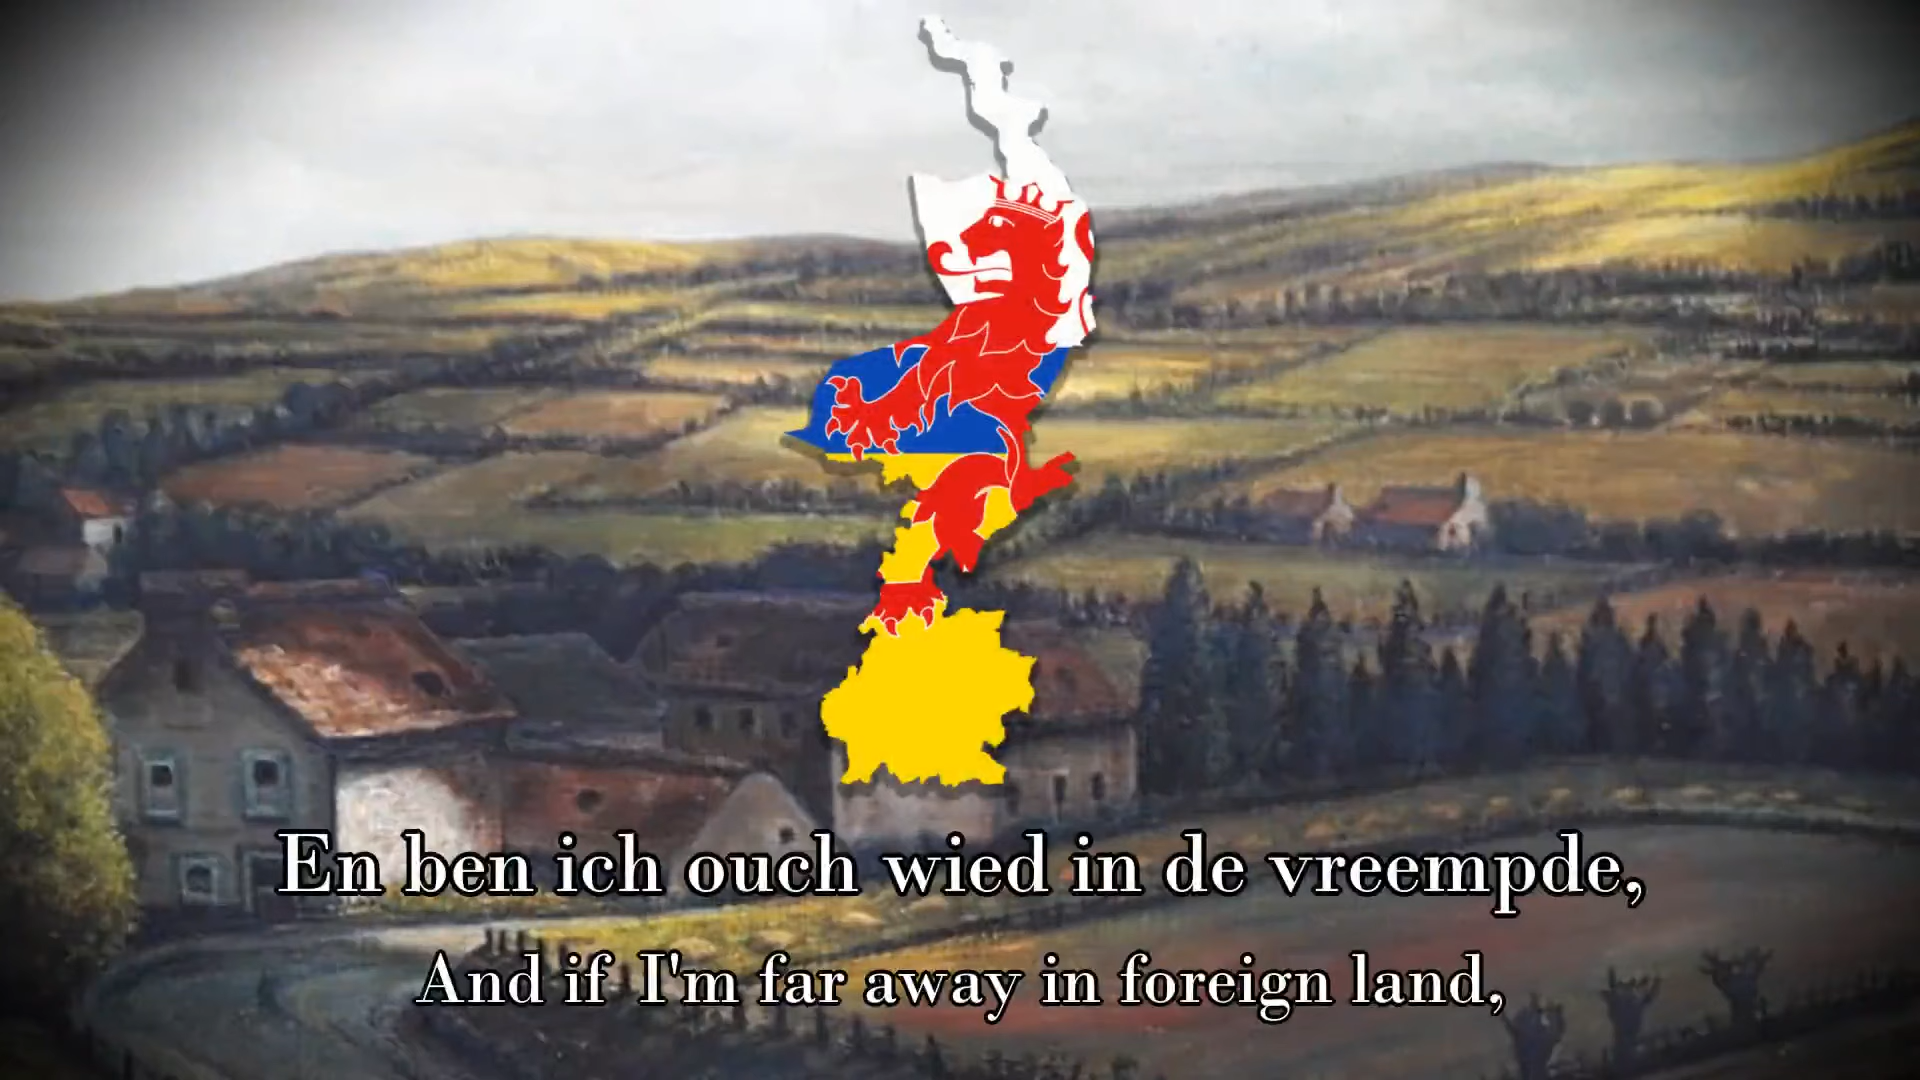 En ben ich ouch wied in de vreempde,
And if I'm far away in foreign land,